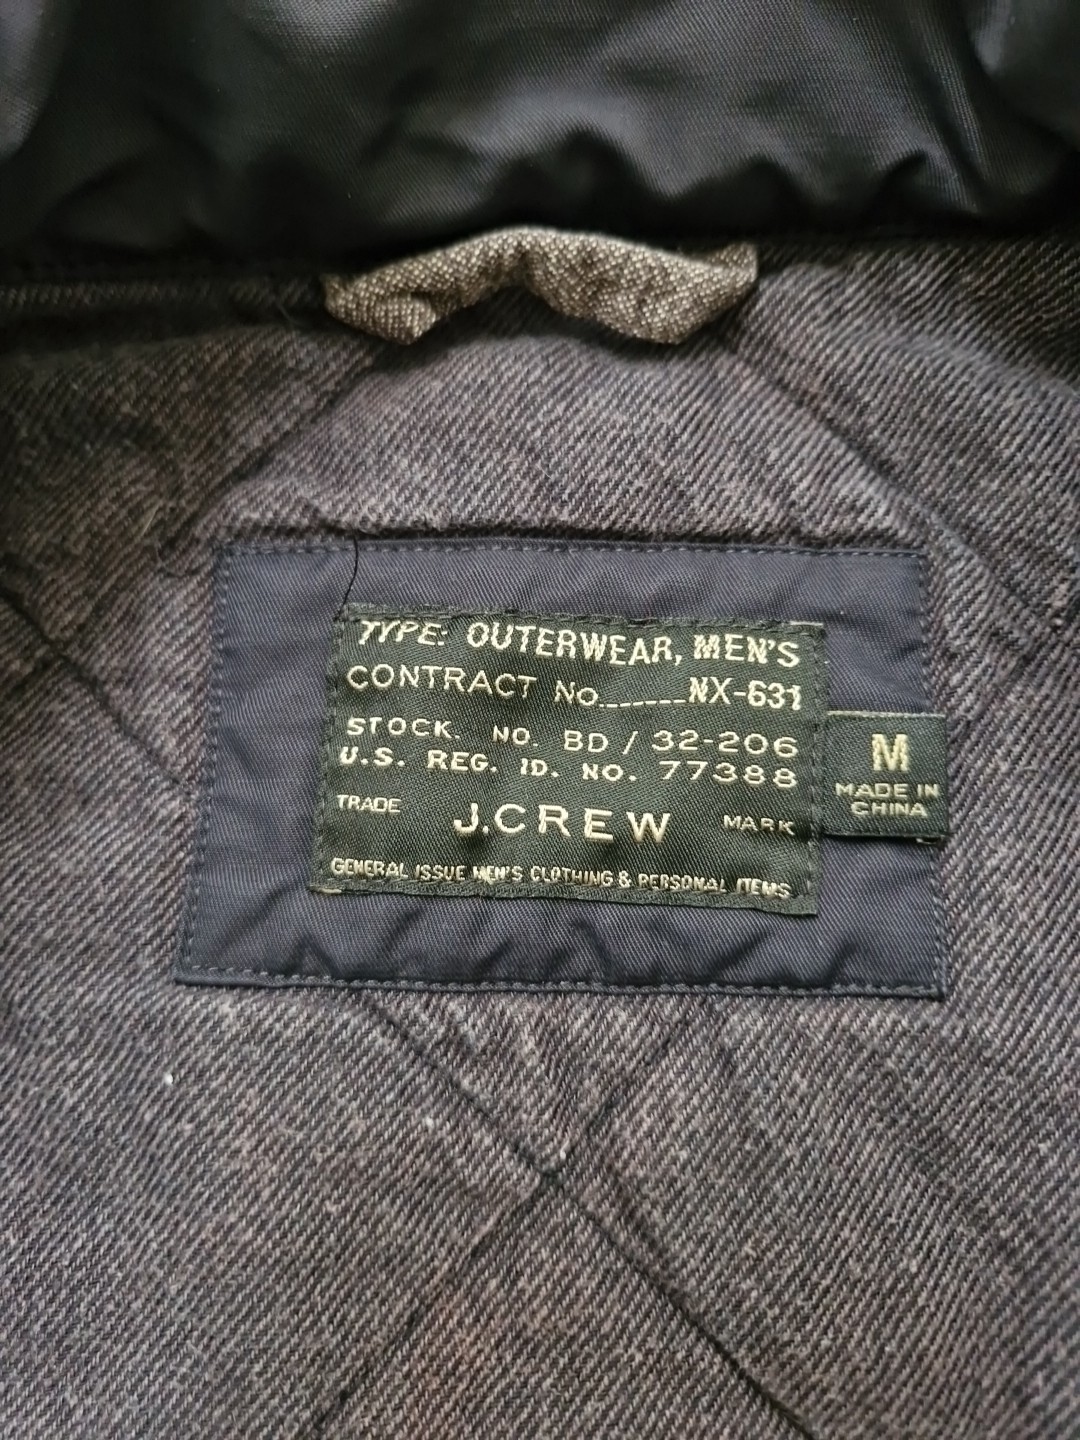 TYPE: OUTERWEAR, MEN'S
CONTRACT No.......NX-631
STOCK. NO. BD / 32-206
U.S. REG. ID. NO. 77388
TRADE J.CREW MARK
GENERAL ISSUE MEN'S CLOTHING & PERSONAL ITEMS
M
MADE IN
CHINA